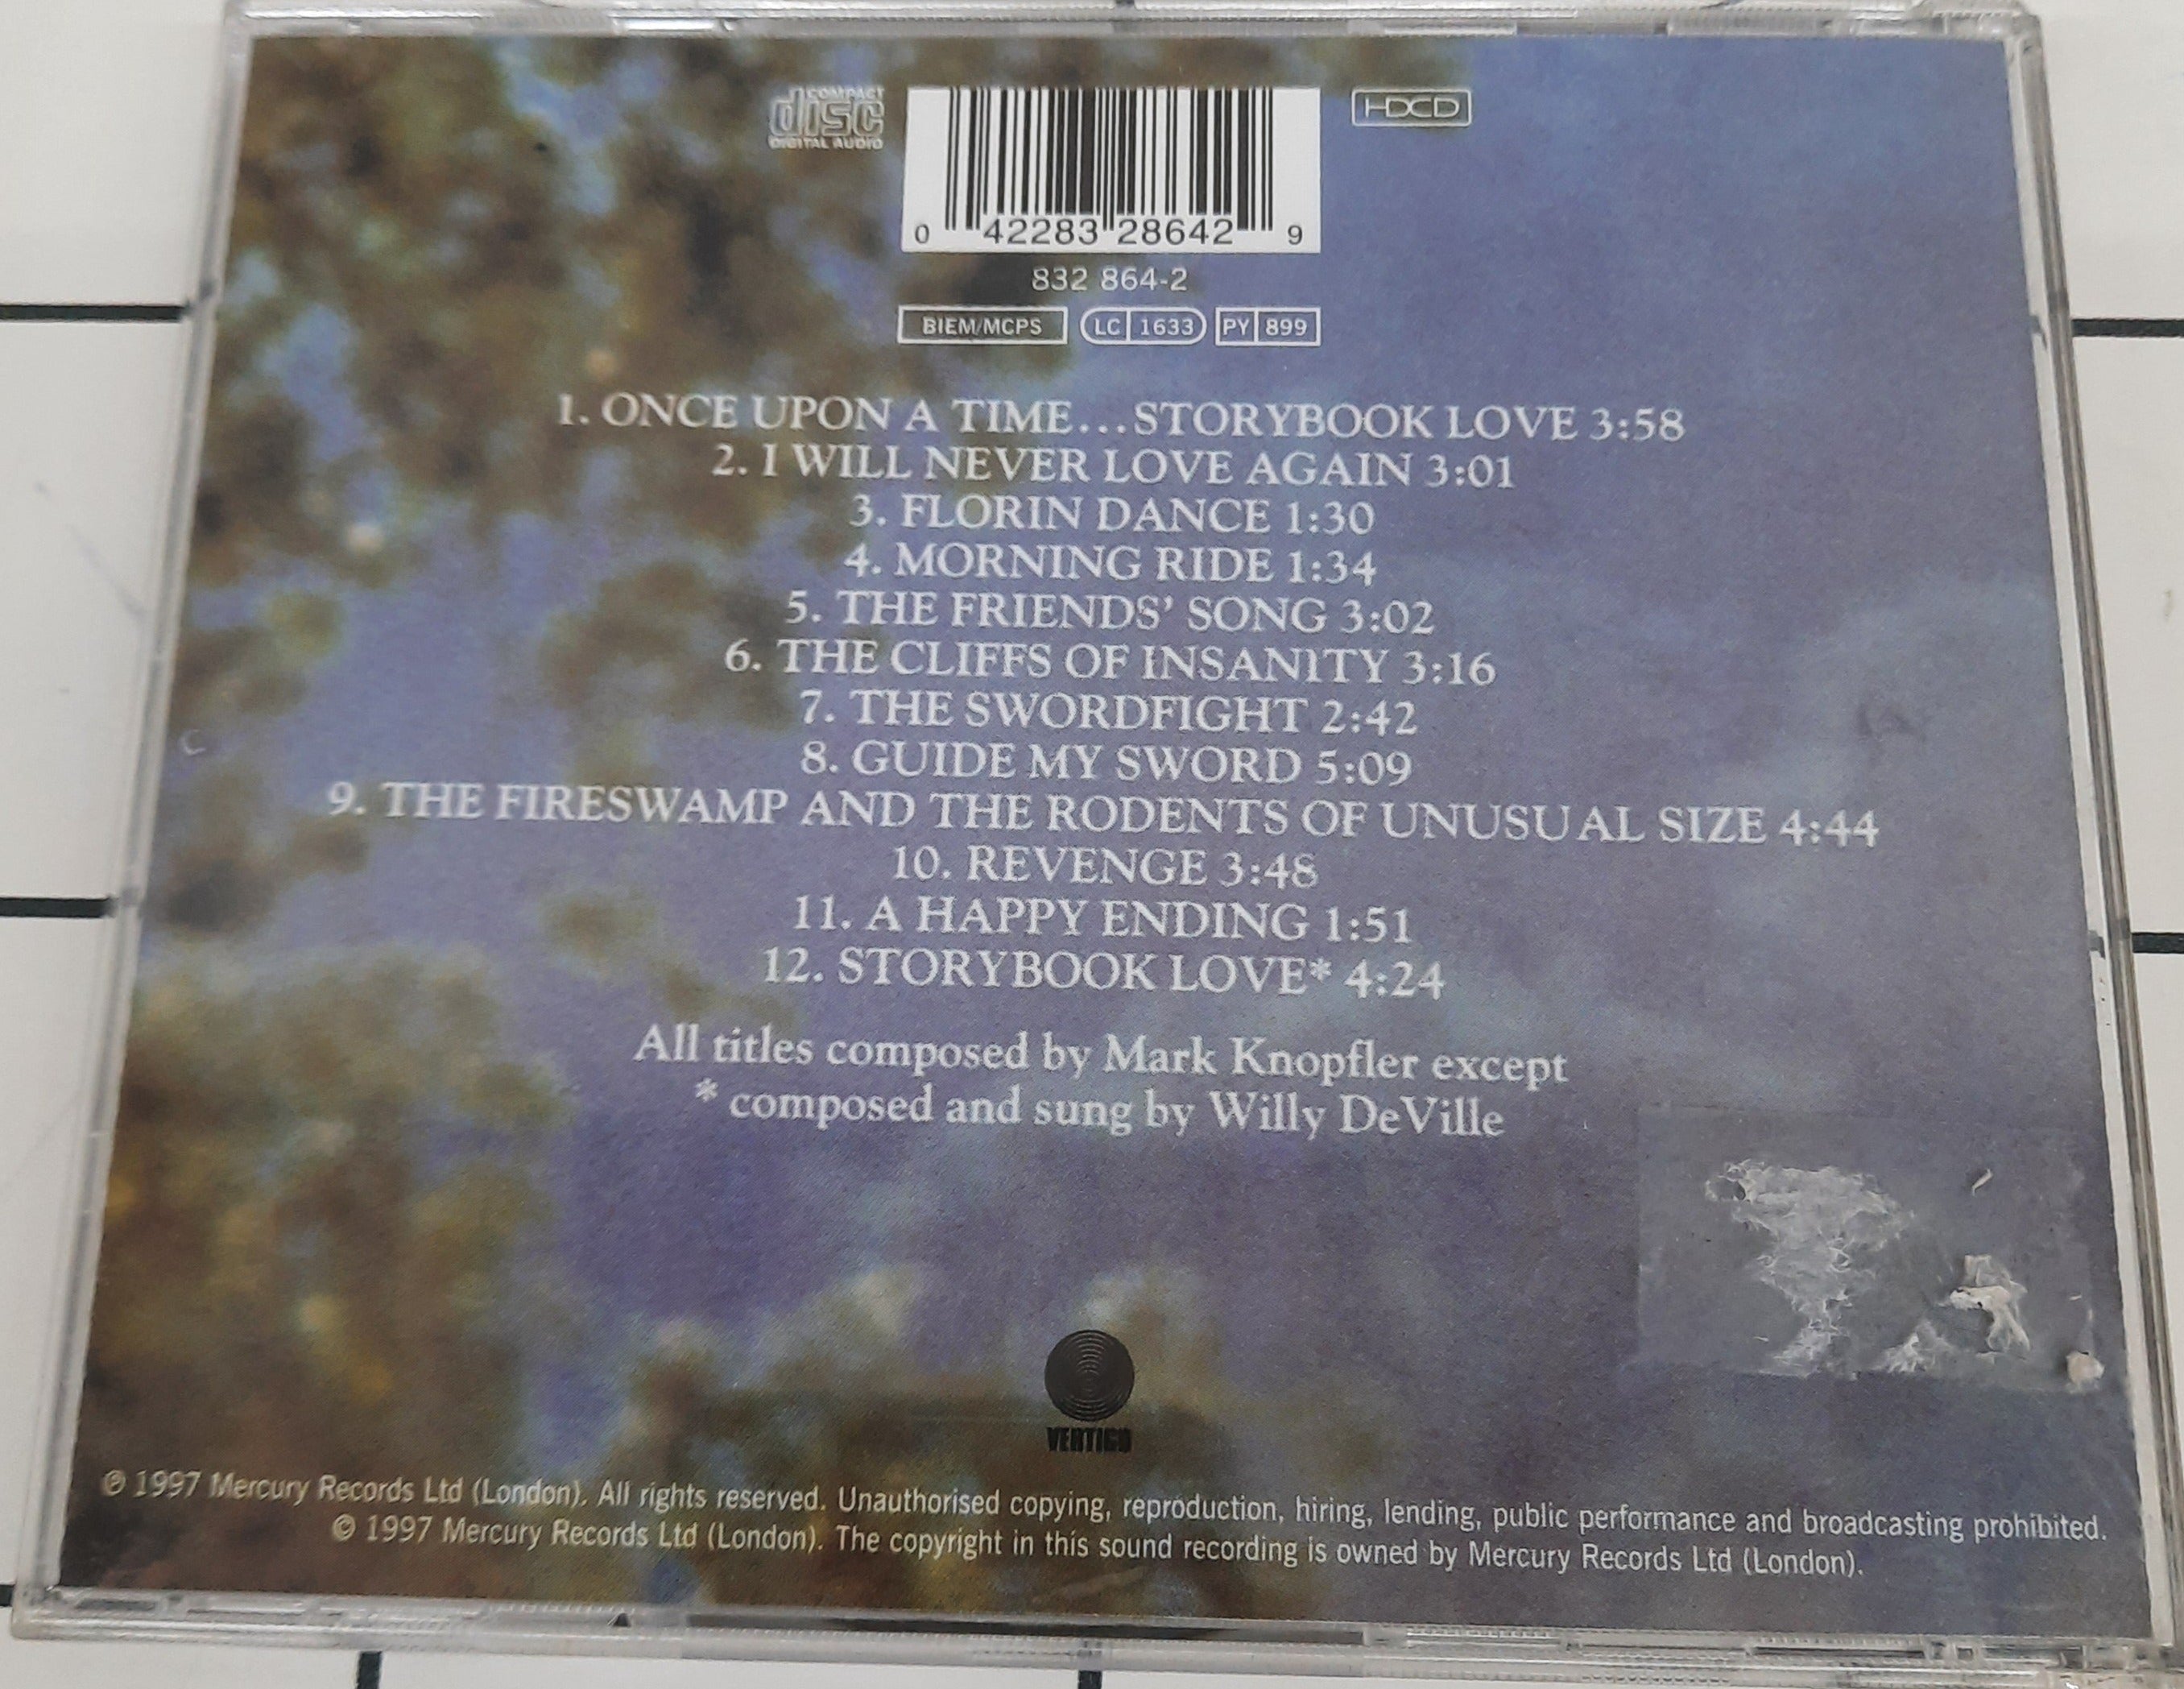 COMPACT
disc
DIGITAL AUDIO
HDCD
0 42283 28642 9
832 864-2
BIEM/MCPS LC 1633 PY 899
1. ONCE UPON A TIME...STORYBOOK LOVE 3:58
2. I WILL NEVER LOVE AGAIN 3:01
3. FLORIN DANCE 1:30
4. MORNING RIDE 1:34
5. THE FRIENDS' SONG 3:02
6. THE CLIFFS OF INSANITY 3:16
7. THE SWORDFIGHT 2:42
8. GUIDE MY SWORD 5:09
9. THE FIRESWAMP AND THE RODENTS OF UNUSUAL SIZE 4:44
10. REVENGE 3:48
11. A HAPPY ENDING 1:51
12. STORYBOOK LOVE* 4:24
All titles composed by Mark Knopfler except
* composed and sung by Willy DeVille
VERTIGO
℗ 1997 Mercury Records Ltd (London). All rights reserved. Unauthorised copying, reproduction, hiring, lending, public performance and broadcasting prohibited.
© 1997 Mercury Records Ltd (London). The copyright in this sound recording is owned by Mercury Records Ltd (London).